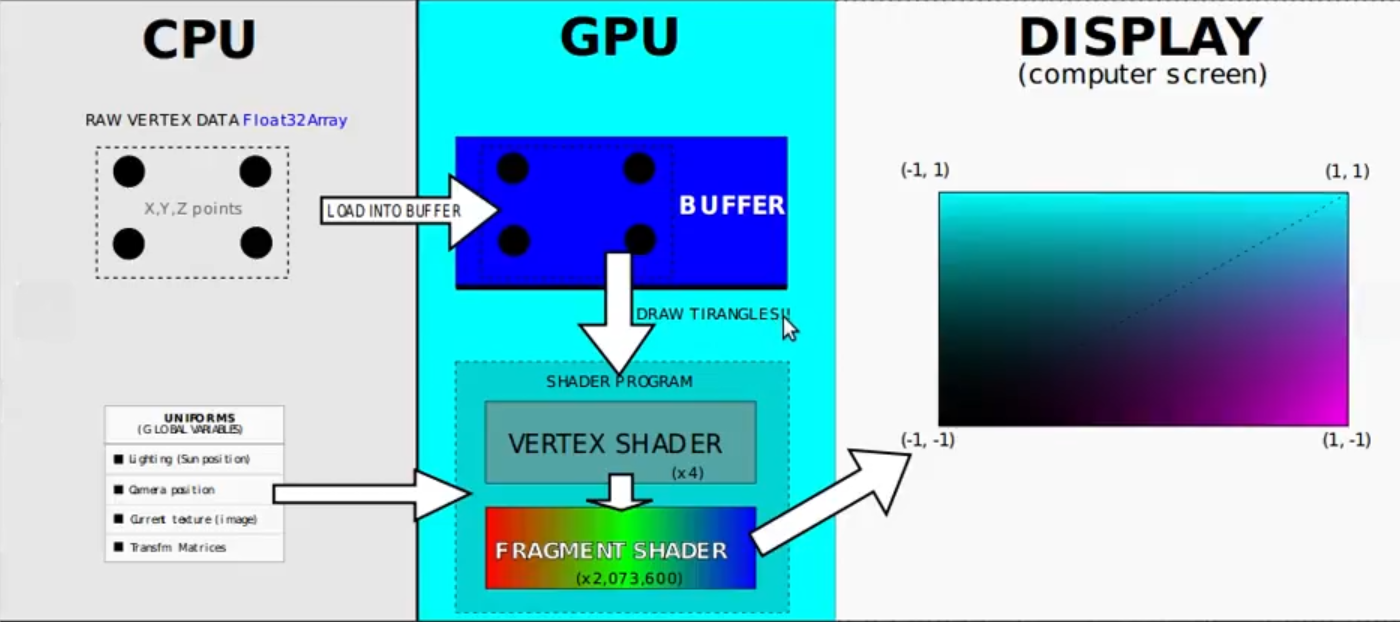 CPU
RAW VERTEX DATA Float32Array
X,Y,Z points
LOAD INTO BUFFER
UNIFORMS
(GLOBAL VARIABLES)
Lighting (Sun position)
Camera position
Current texture (image)
Transfm Matrices
GPU
BUFFER
DRAW TIRANGLES!!
SHADER PROGRAM
VERTEX SHADER
(x4)
FRAGMENT SHADER
(x2,073,600)
DISPLAY
(computer screen)
(-1, 1)
(1, 1)
(-1, -1)
(1, -1)